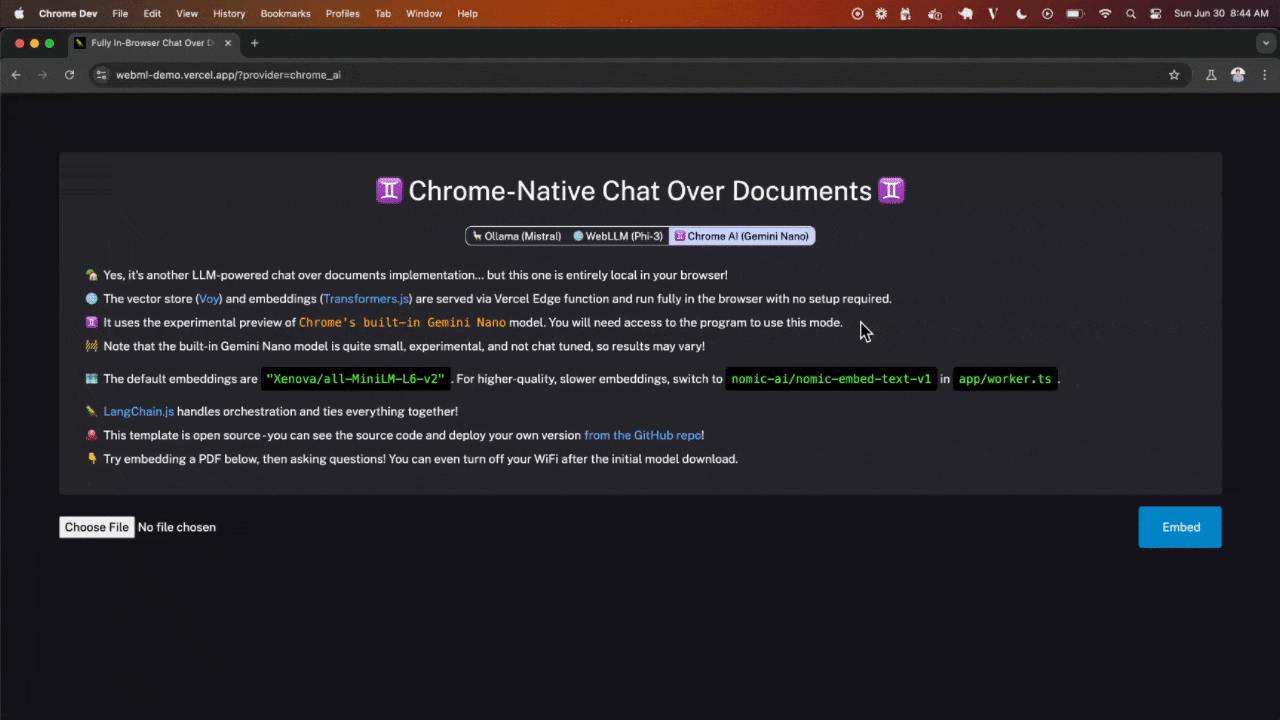 Chrome Dev File Edit View History Bookmarks Profiles Tab Window Help Sun Jun 30 8:44 AM
Fully In-Browser Chat Over D
webml-demo.vercel.app/?provider=chrome_ai
♊ Chrome-Native Chat Over Documents ♊
Ollama (Mistral) WebLLM (Phi-3) ♊ Chrome AI (Gemini Nano)
Yes, it's another LLM-powered chat over documents implementation... but this one is entirely local in your browser!
The vector store (Voy) and embeddings (Transformers.js) are served via Vercel Edge function and run fully in the browser with no setup required.
♊ It uses the experimental preview of Chrome's built-in Gemini Nano model. You will need access to the program to use this mode.
Note that the built-in Gemini Nano model is quite small, experimental, and not chat tuned, so results may vary!
The default embeddings are "Xenova/all-MiniLM-L6-v2". For higher-quality, slower embeddings, switch to nomic-ai/nomic-embed-text-v1 in app/worker.ts.
LangChain.js handles orchestration and ties everything together!
This template is open source - you can see the source code and deploy your own version from the GitHub repo!
Try embedding a PDF below, then asking questions! You can even turn off your WiFi after the initial model download.
Choose File No file chosen Embed